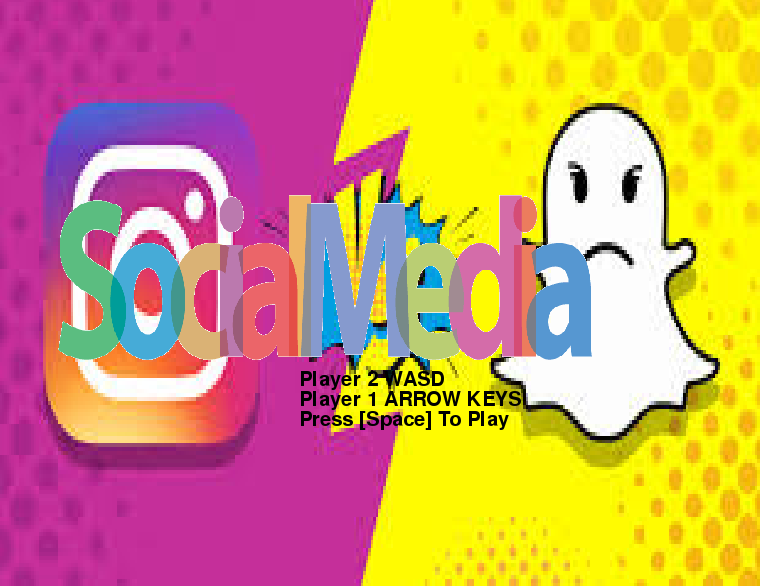 SocialMedia
Player 2 WASD
Player 1 ARROW KEYS
Press [Space] To Play